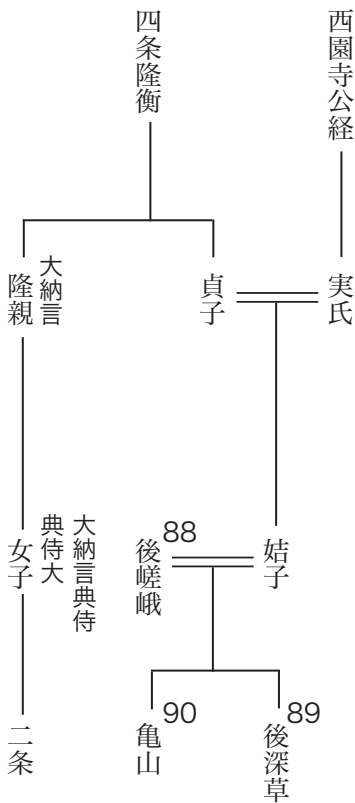 西園寺公経
四条隆衡
実氏
貞子
大納言
隆親
姞子
88
後嵯峨
大納言典侍
典侍大
女子
89
後深草
90
亀山
二条